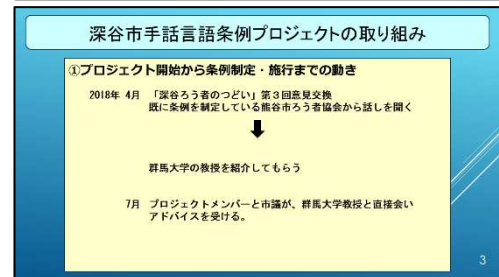 深谷市手話言語条例プロジェクトの取り組み
①プロジェクト開始から条例制定・施行までの動き
2018年 4月 「深谷ろう者のつどい」第3回意見交換
既に条例を制定している熊谷市ろう者協会から話しを聞く
群馬大学の教授を紹介してもらう
7月 プロジェクトメンバーと市議が、群馬大学教授と直接会い
アドバイスを受ける。
3